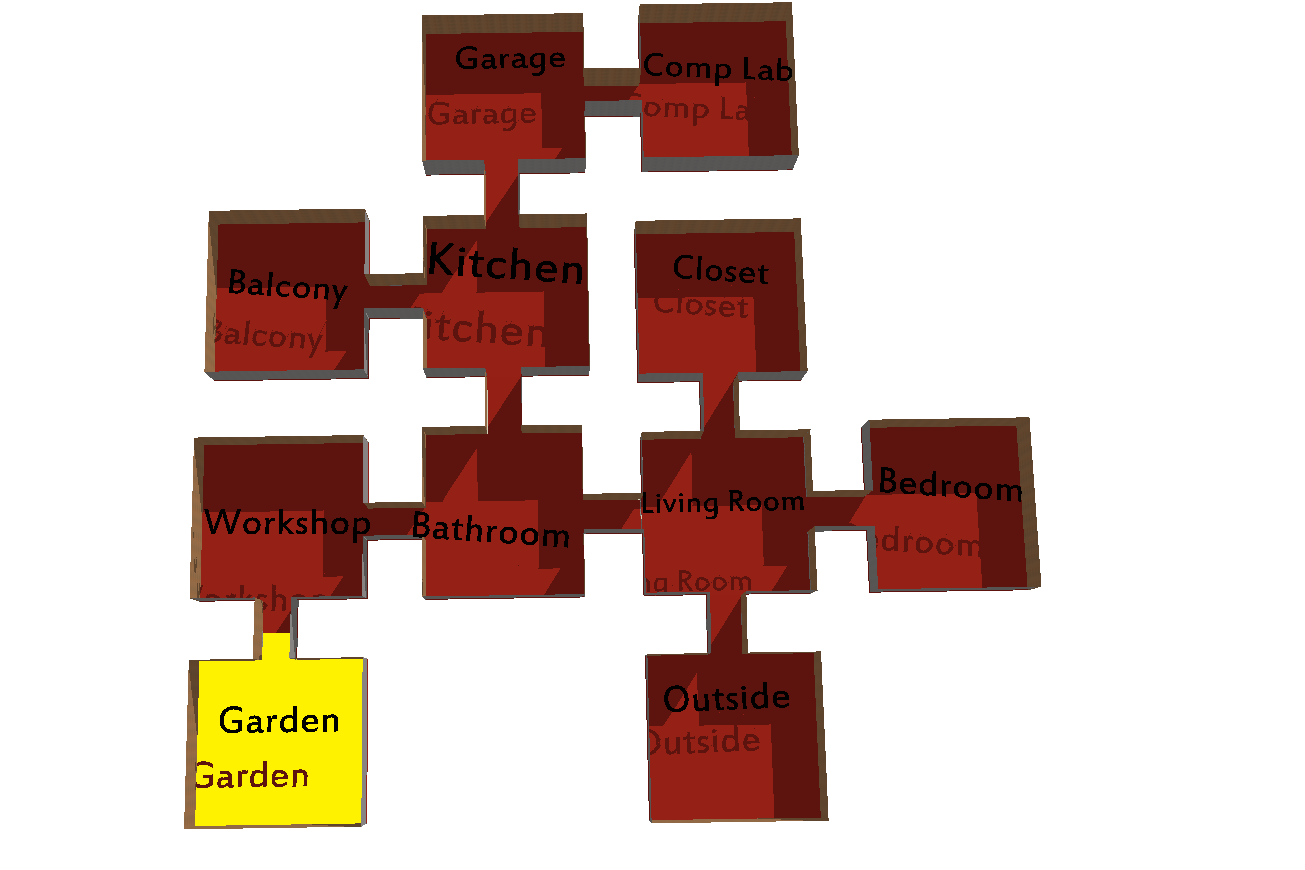 Garage
Comp Lab
Garage
Comp La
Kitchen
Closet
Balcony
Closet
Balcony
itchen
Bedroom
Living Room
Workshop
Bathroom
edroom
ng Room
Workshop
Outside
Garden
Outside
Garden